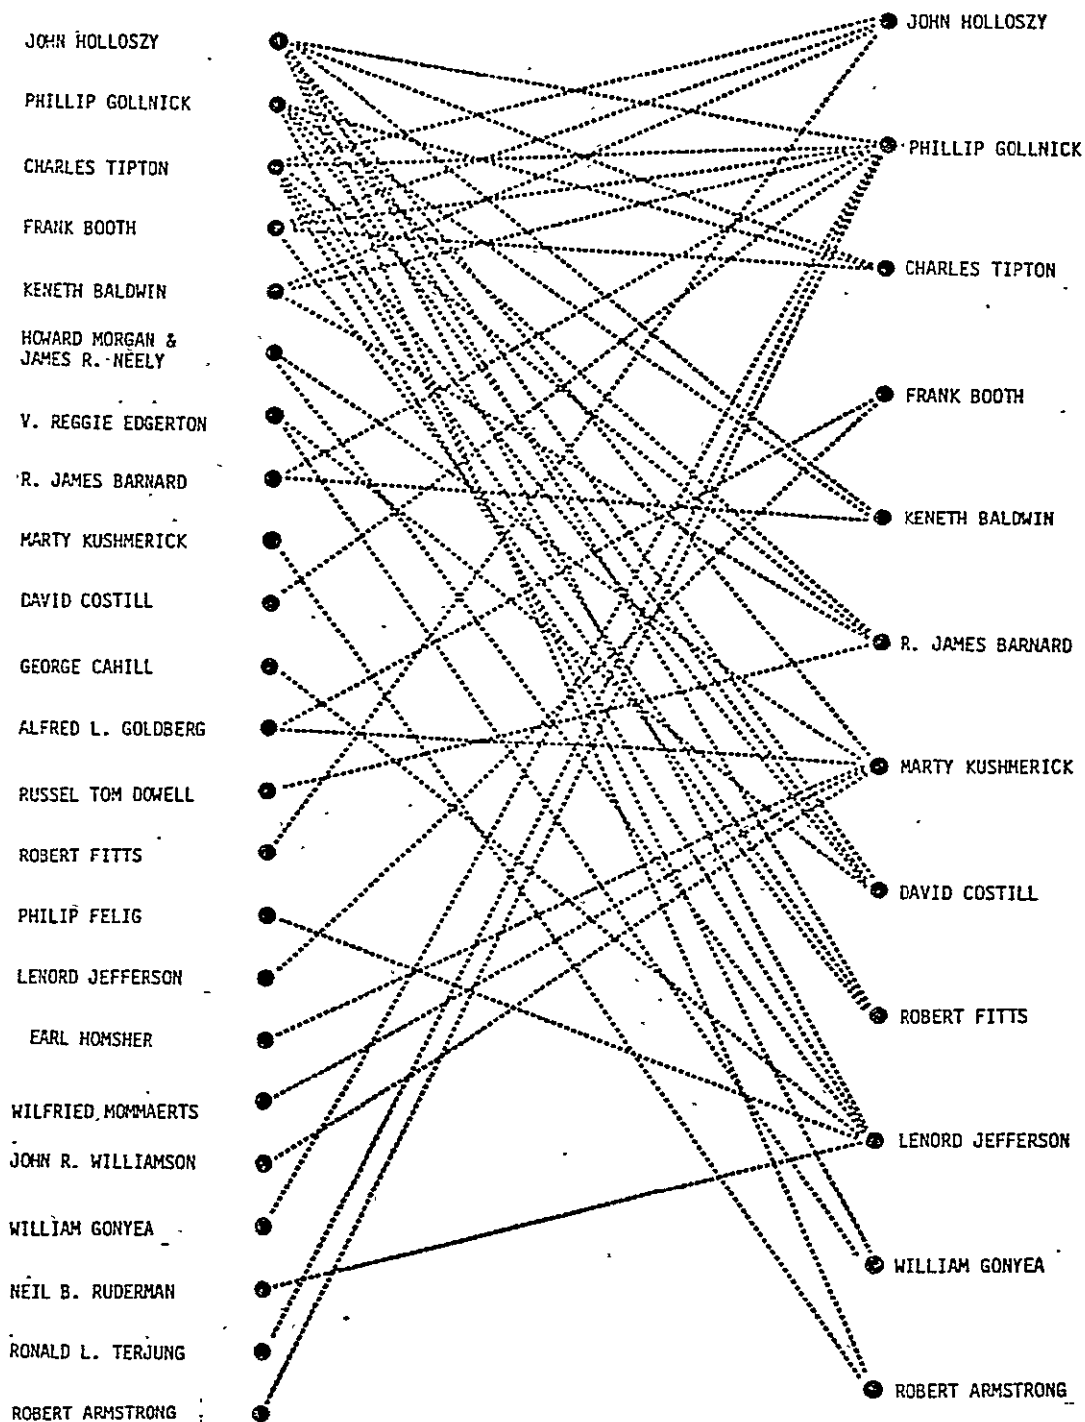 JOHN HOLLOSZY
PHILLIP GOLLNICK
CHARLES TIPTON
FRANK BOOTH
KENETH BALDWIN
HOWARD MORGAN &
JAMES R. NEELY
V. REGGIE EDGERTON
R. JAMES BARNARD
MARTY KUSHMERICK
DAVID COSTILL
GEORGE CAHILL
ALFRED L. GOLDBERG
RUSSEL TOM DOWELL
ROBERT FITTS
PHILIP FELIG
LENORD JEFFERSON
EARL HOMSHER
WILFRIED MOMMAERTS
JOHN R. WILLIAMSON
WILLIAM GONYEA
NEIL B. RUDERMAN
RONALD L. TERJUNG
ROBERT ARMSTRONG
JOHN HOLLOSZY
PHILLIP GOLLNICK
CHARLES TIPTON
FRANK BOOTH
KENETH BALDWIN
R. JAMES BARNARD
MARTY KUSHMERICK
DAVID COSTILL
ROBERT FITTS
LENORD JEFFERSON
WILLIAM GONYEA
ROBERT ARMSTRONG